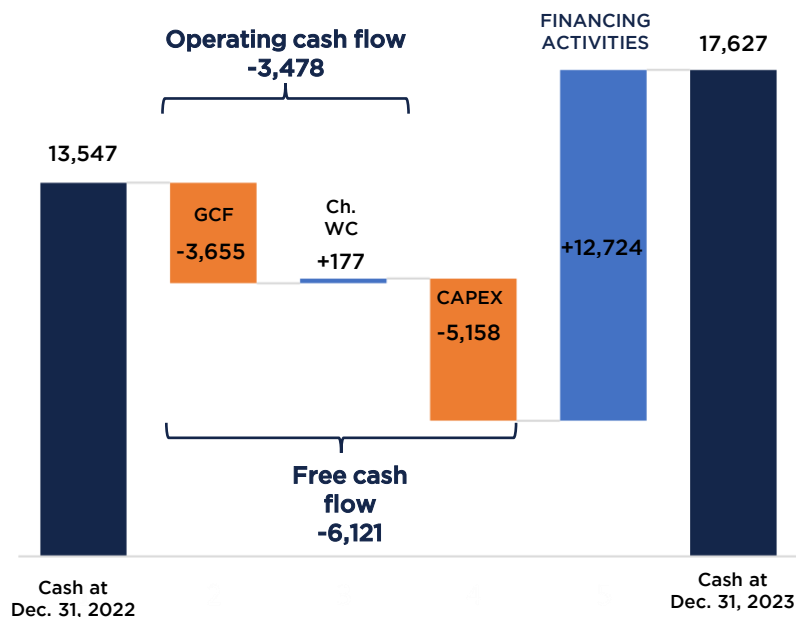 Operating cash flow
-3,478
FINANCING
ACTIVITIES
17,627
13,547
GCF
-3,655
Ch.
WC
+177
CAPEX
-5,158
+12,724
Free cash
flow
-6,121
Cash at
Dec. 31, 2022
Cash at
Dec. 31, 2023